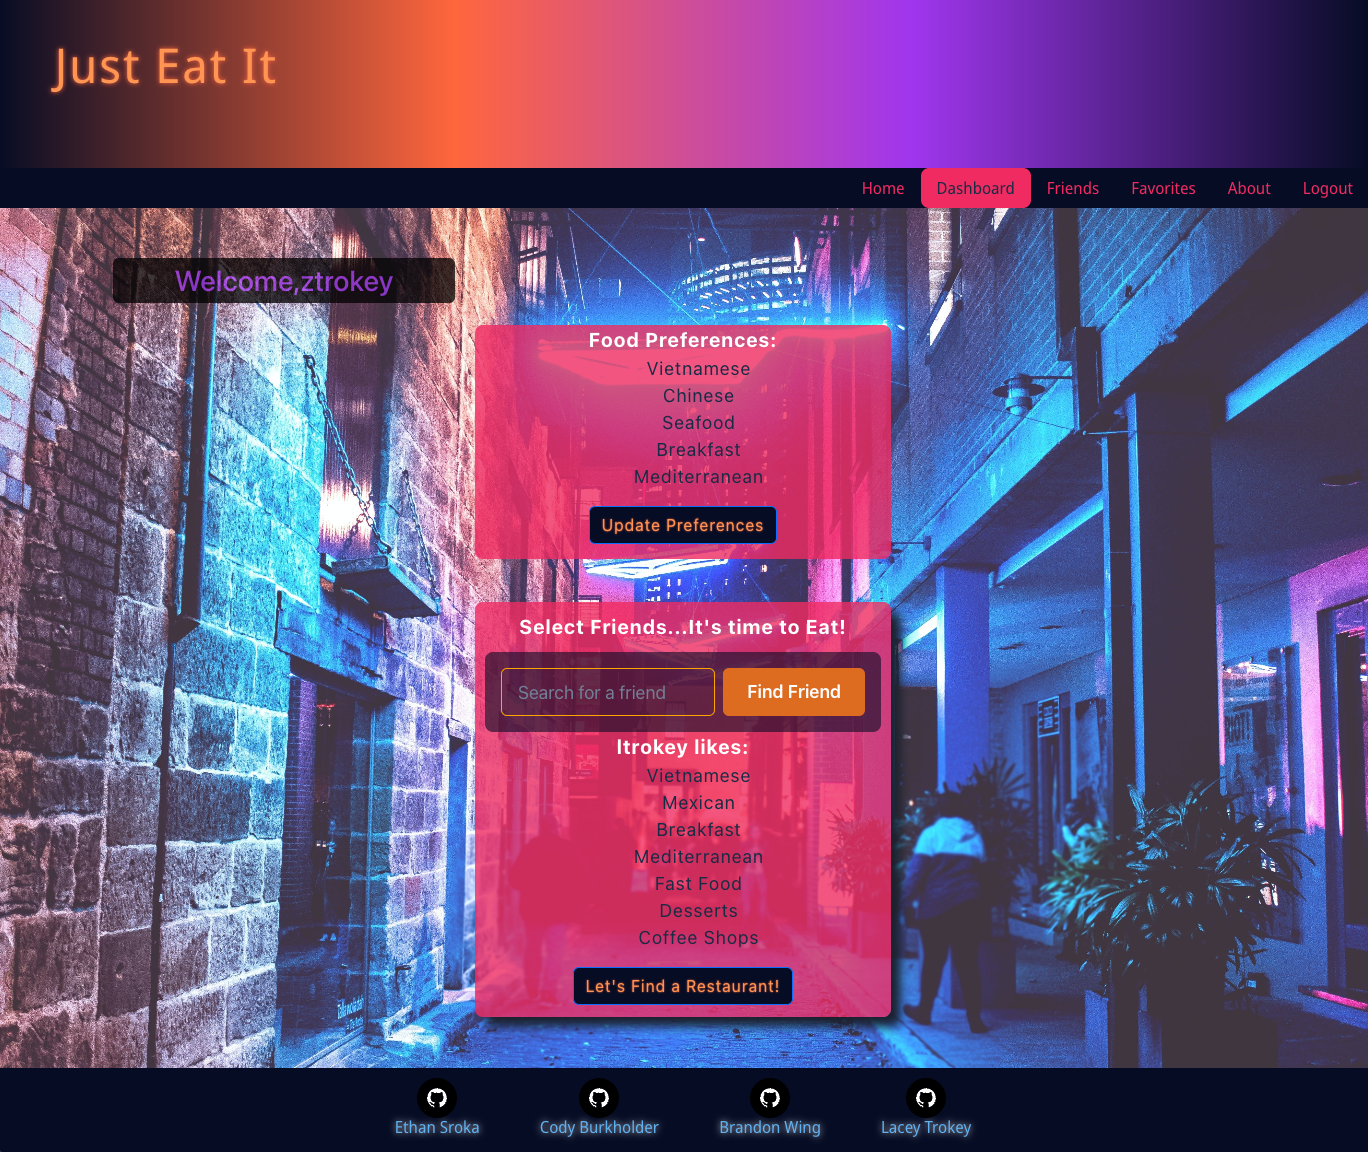 Just Eat It
Home Dashboard Friends Favorites About Logout
Welcome,ztrokey
Food Preferences:
Vietnamese
Chinese
Seafood
Breakfast
Mediterranean
Update Preferences
Select Friends...It's time to Eat!
Search for a friend Find Friend
ltrokey likes:
Vietnamese
Mexican
Breakfast
Mediterranean
Fast Food
Desserts
Coffee Shops
Let's Find a Restaurant!
Ethan Sroka Cody Burkholder Brandon Wing Lacey Trokey